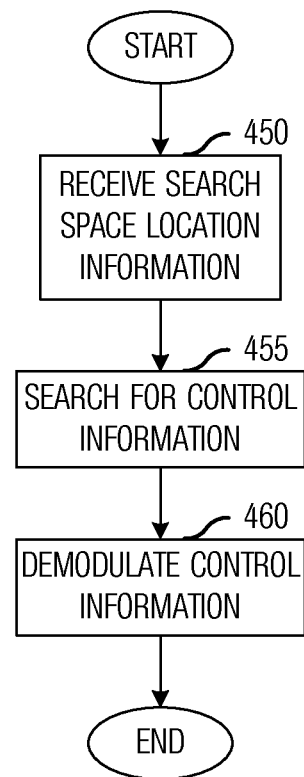 START
450
RECEIVE SEARCH
SPACE LOCATION
INFORMATION
455
SEARCH FOR CONTROL
INFORMATION
460
DEMODULATE CONTROL
INFORMATION
END